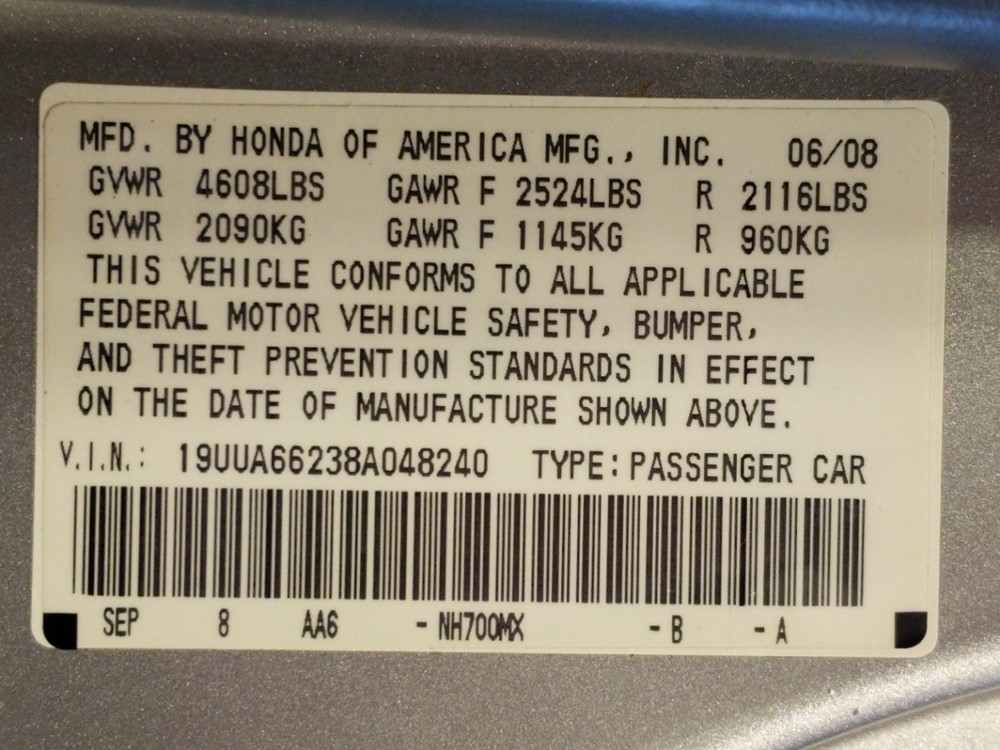 MFD. BY HONDA OF AMERICA MFG., INC. 06/08
GVWR 4608LBS GAWR F 2524LBS R 2116LBS
GVWR 2090KG GAWR F 1145KG R 960KG
THIS VEHICLE CONFORMS TO ALL APPLICABLE
FEDERAL MOTOR VEHICLE SAFETY, BUMPER,
AND THEFT PREVENTION STANDARDS IN EFFECT
ON THE DATE OF MANUFACTURE SHOWN ABOVE.
V.I.N.: 19UUA66238A048240 TYPE: PASSENGER CAR
SEP 8 AA6 - NH700MX - B - A